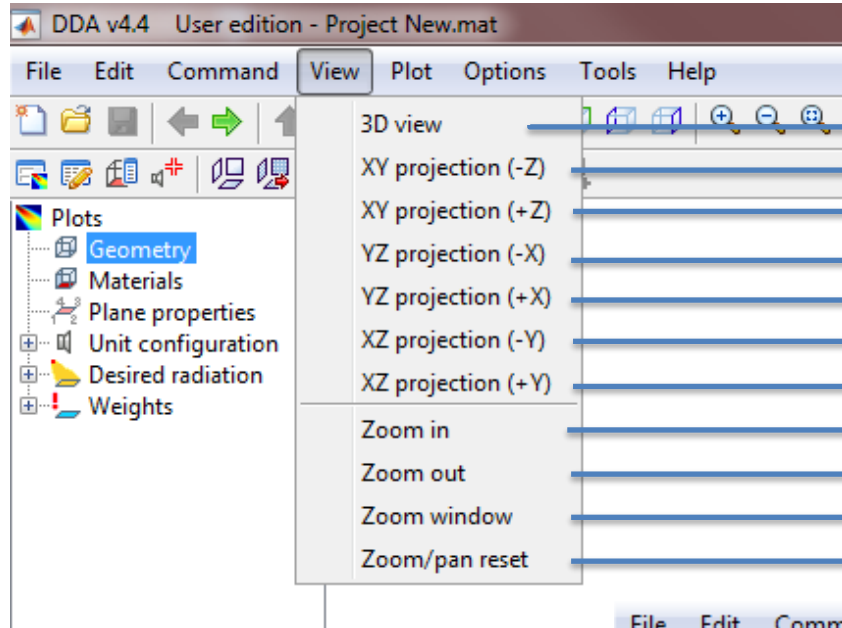 DDA v4.4 User edition - Project New.mat
File Edit Command View Plot Options Tools Help
3D view
XY projection (-Z)
XY projection (+Z)
YZ projection (-X)
YZ projection (+X)
XZ projection (-Y)
XZ projection (+Y)
Zoom in
Zoom out
Zoom window
Zoom/pan reset
Plots
Geometry
Materials
Plane properties
Unit configuration
Desired radiation
Weights
File Edit Comm